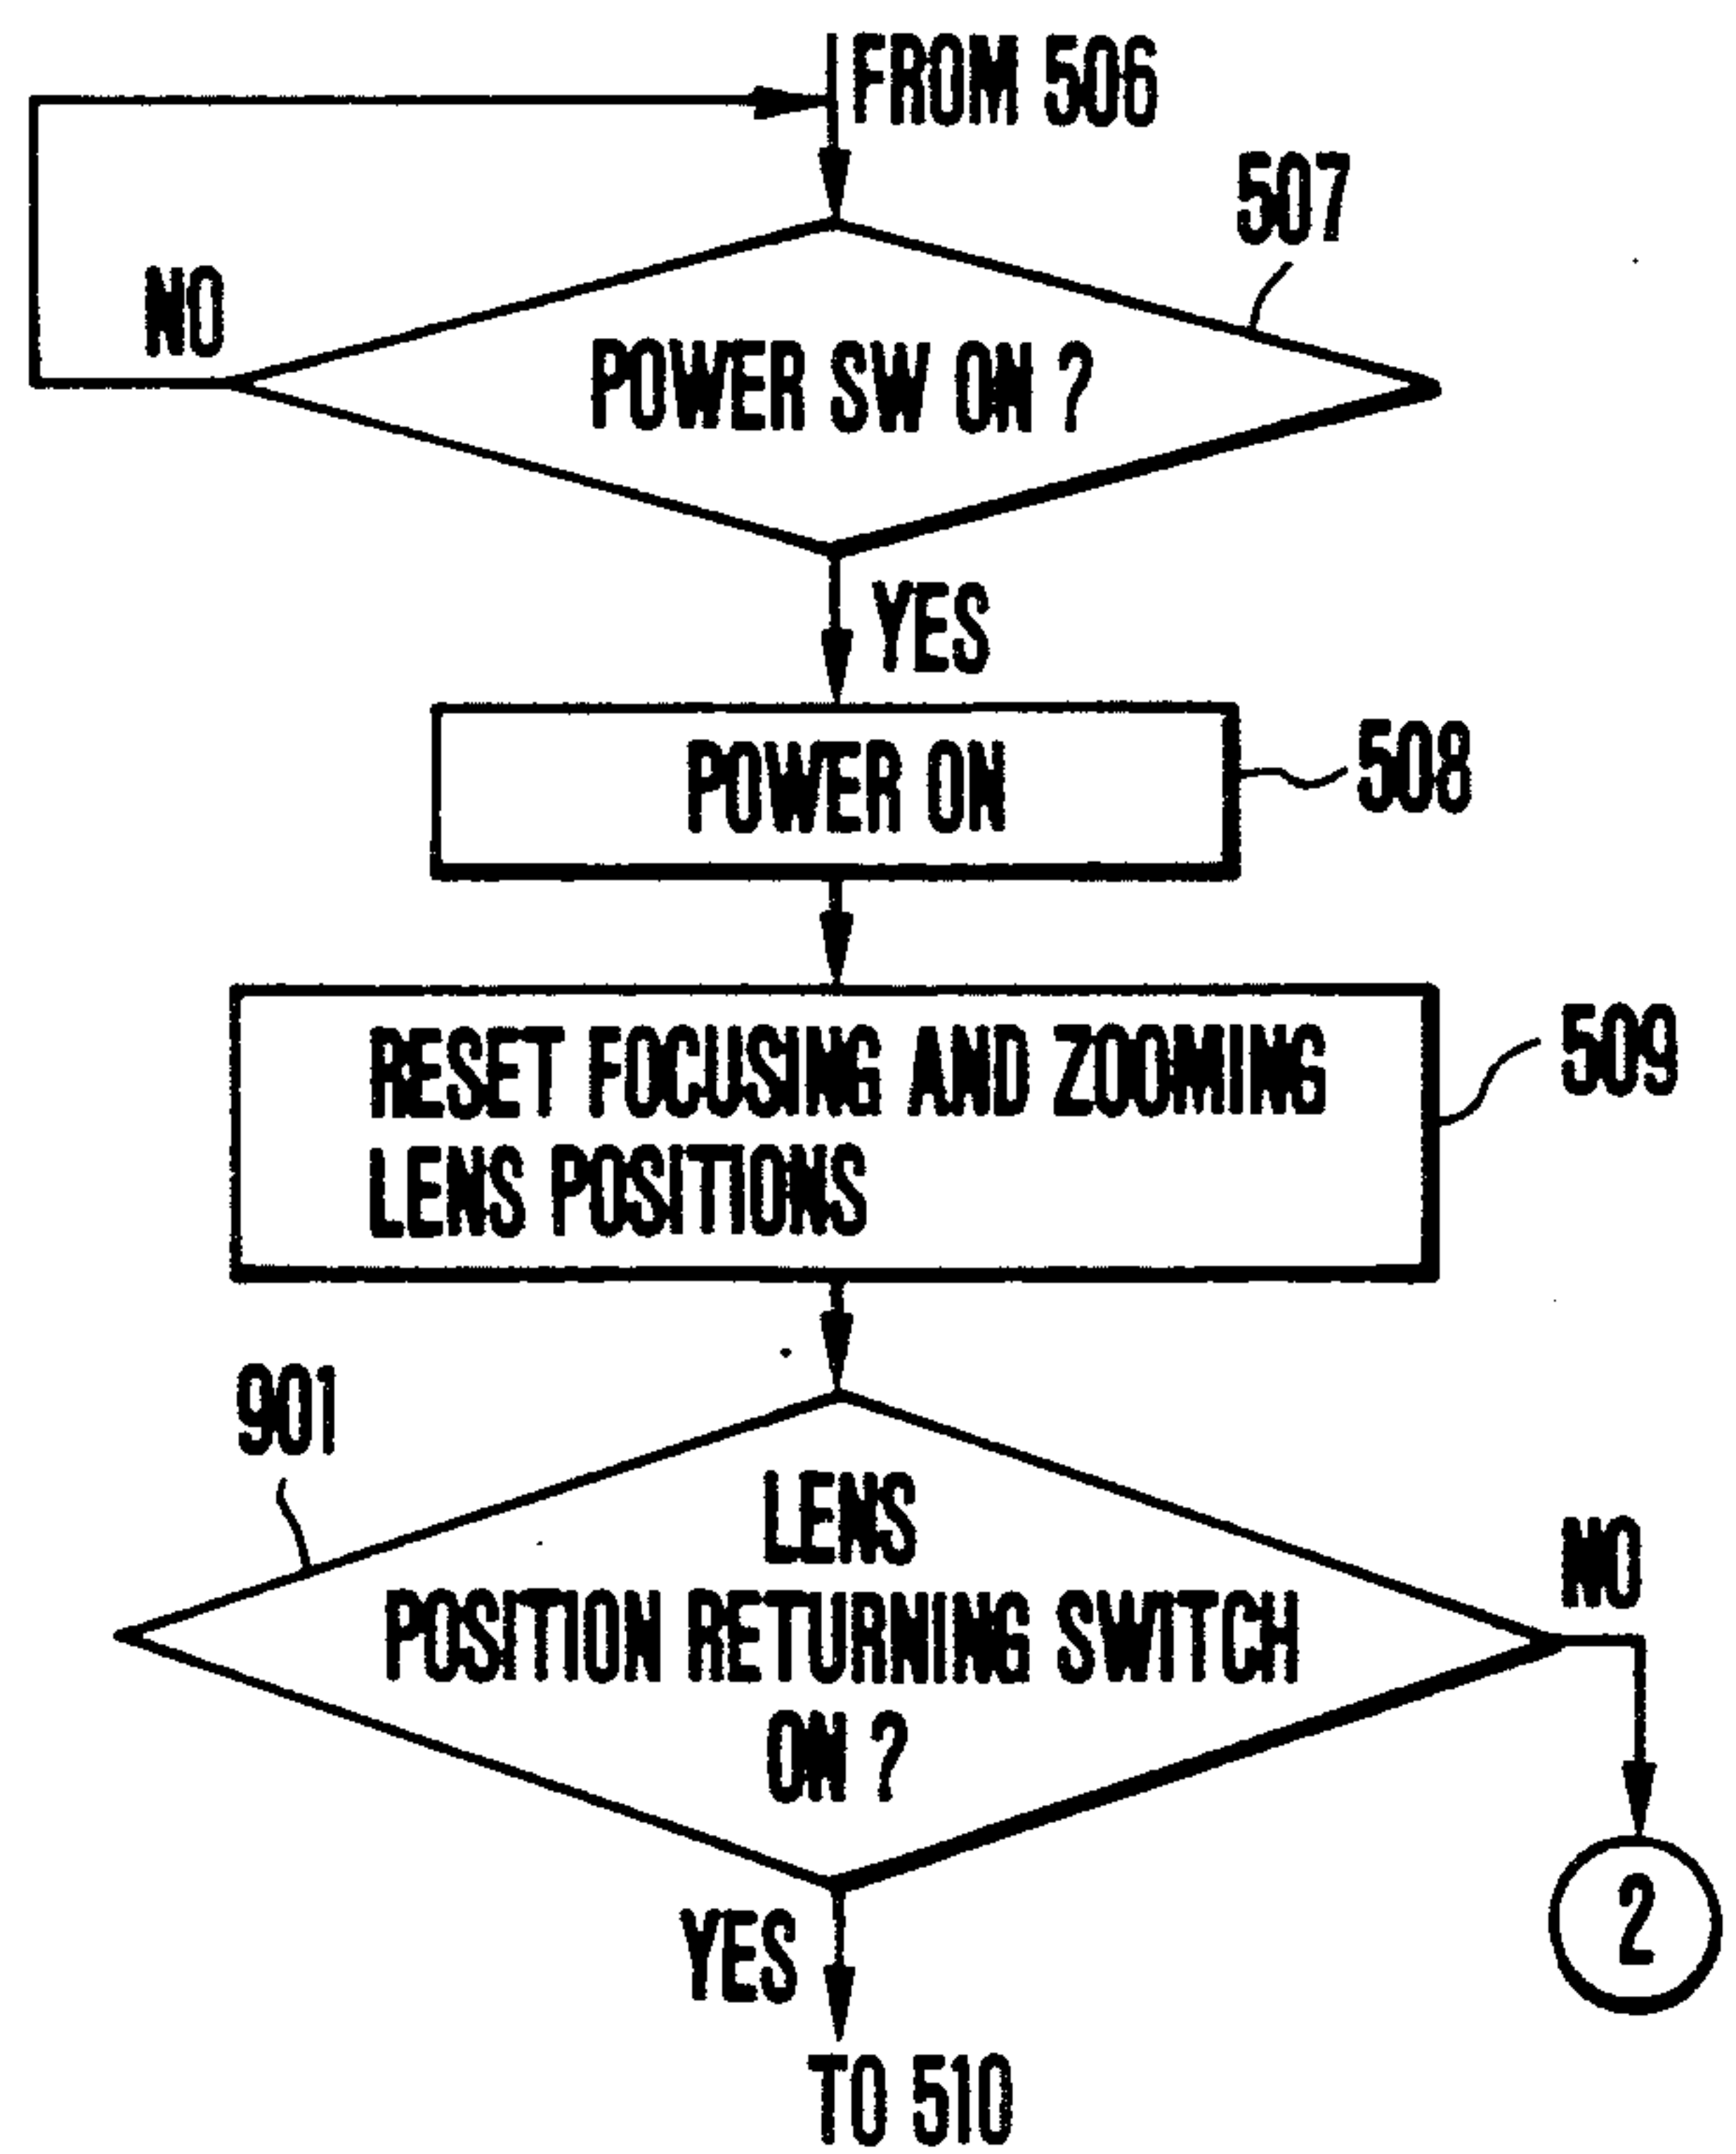 FROM 506
507
NO
POWER SW ON ?
YES
POWER ON
508
RESET FOCUSING AND ZOOMING
LENS POSITIONS
509
901
LENS
POSITION RETURNING SWITCH
ON ?
NO
2
YES
TO 510